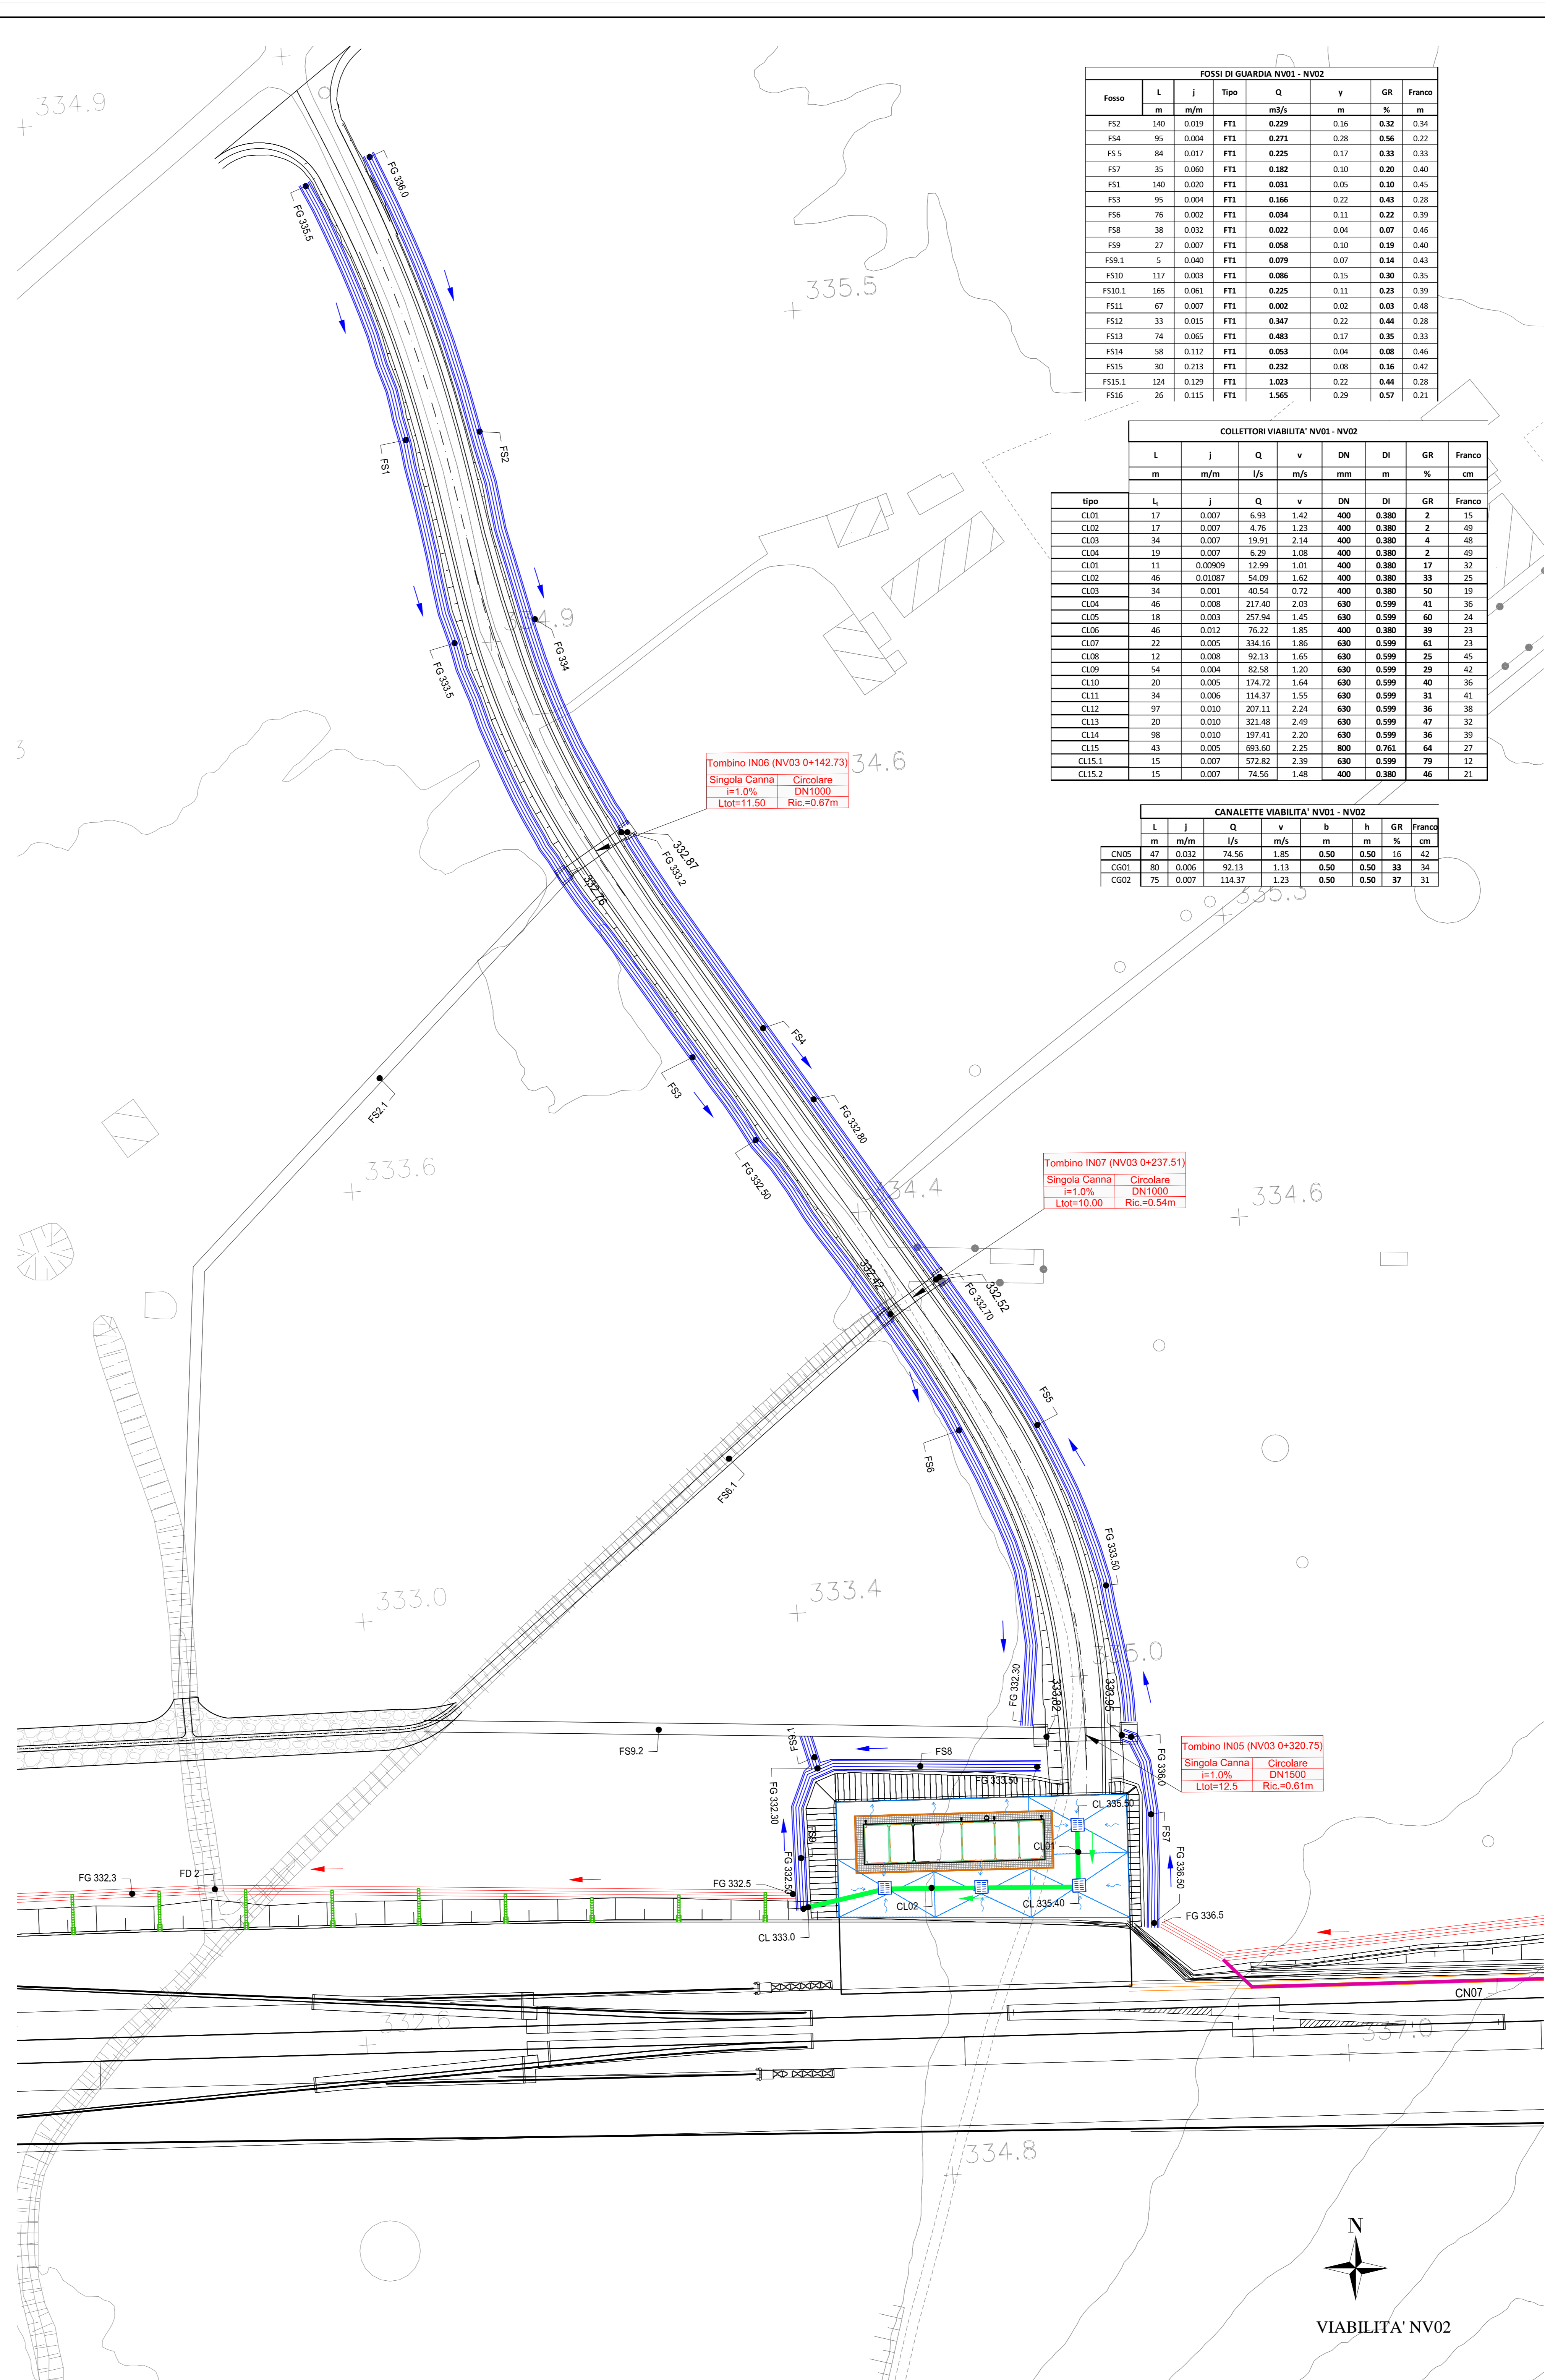 FOSSI DI GUARDIA NV01 - NV02
Fosso L j Tipo Q y GR Franco
m m/m m3/s m % m
FS2 140 0.019 FT1 0.229 0.16 0.32 0.34
FS4 95 0.004 FT1 0.271 0.28 0.56 0.22
FS 5 84 0.017 FT1 0.225 0.17 0.33 0.33
FS7 35 0.060 FT1 0.182 0.10 0.20 0.40
FS1 140 0.020 FT1 0.031 0.05 0.10 0.45
FS3 95 0.004 FT1 0.166 0.22 0.43 0.28
FS6 76 0.002 FT1 0.034 0.11 0.22 0.39
FS8 38 0.032 FT1 0.022 0.04 0.07 0.46
FS9 27 0.007 FT1 0.058 0.10 0.19 0.40
FS9.1 5 0.040 FT1 0.079 0.07 0.14 0.43
FS10 117 0.003 FT1 0.086 0.15 0.30 0.35
FS10.1 165 0.061 FT1 0.225 0.11 0.23 0.39
FS11 67 0.007 FT1 0.002 0.02 0.03 0.48
FS12 33 0.015 FT1 0.347 0.22 0.44 0.28
FS13 74 0.065 FT1 0.483 0.17 0.35 0.33
FS14 58 0.112 FT1 0.053 0.04 0.08 0.46
FS15 30 0.213 FT1 0.232 0.08 0.16 0.42
FS15.1 124 0.129 FT1 1.023 0.22 0.44 0.28
FS16 26 0.115 FT1 1.565 0.29 0.57 0.21
COLLETTORI VIABILITA' NV01 - NV02
L j Q v DN DI GR Franco
m m/m l/s m/s mm m % cm
tipo Lt j Q v DN DI GR Franco
CL01 17 0.007 6.93 1.42 400 0.380 2 15
CL02 17 0.007 4.76 1.23 400 0.380 2 49
CL03 34 0.007 19.91 2.14 400 0.380 4 48
CL04 19 0.007 6.29 1.08 400 0.380 2 49
CL01 11 0.00909 12.99 1.01 400 0.380 17 32
CL02 46 0.01087 54.09 1.62 400 0.380 33 25
CL03 34 0.001 40.54 0.72 400 0.380 50 19
CL04 46 0.008 217.40 2.03 630 0.599 41 36
CL05 18 0.003 257.94 1.45 630 0.599 60 24
CL06 46 0.012 76.22 1.85 400 0.380 39 23
CL07 22 0.005 334.16 1.86 630 0.599 61 23
CL08 12 0.008 92.13 1.65 630 0.599 25 45
CL09 54 0.004 82.58 1.20 630 0.599 29 42
CL10 20 0.005 174.72 1.64 630 0.599 40 36
CL11 34 0.006 114.37 1.55 630 0.599 31 41
CL12 97 0.010 207.11 2.24 630 0.599 36 38
CL13 20 0.010 321.48 2.49 630 0.599 47 32
CL14 98 0.010 197.41 2.20 630 0.599 36 39
CL15 43 0.005 693.60 2.25 800 0.761 64 27
CL15.1 15 0.007 572.82 2.39 630 0.599 79 12
CL15.2 15 0.007 74.56 1.48 400 0.380 46 21
CANALETTE VIABILITA' NV01 - NV02
L j Q v b h GR Franco
m m/m l/s m/s m m % cm
CN05 47 0.032 74.56 1.85 0.50 0.50 16 42
CG01 80 0.006 92.13 1.13 0.50 0.50 33 34
CG02 75 0.007 114.37 1.23 0.50 0.50 37 31
334.9
FG 336.0
FG 335.5
335.5
FS1
FS2
FG 334
FG 333.5
Tombino IN06 (NV03 0+142.73)
Singola Canna Circolare
i=1.0% DN1000
Ltot=11.50 Ric.=0.67m
34.6
332.87
FG 333.2
332.76
FS4
FS3
FS2.1
FG 332.80
FG 332.50
333.6
Tombino IN07 (NV03 0+237.51)
Singola Canna Circolare
i=1.0% DN1000
Ltot=10.00 Ric.=0.54m
334.6
332.42
332.52
FG 332.70
FS5
FS6
FS6.1
FG 333.50
333.0
333.4
FG 332.30
333.82
333.95
Tombino IN05 (NV03 0+320.75)
Singola Canna Circolare
i=1.0% DN1500
Ltot=12.5 Ric.=0.61m
FG 336.0
FS9.2
FS9.1
FS8
FG 333.50
FG 332.30
CL 335.50
FS7
CL01
FS9
FG 332.50
FG 336.50
FG 332.3
FD 2
FG 332.5
CL02
CL 335.40
FG 336.5
CL 333.0
CN07
337.0
334.8
N
VIABILITA' NV02